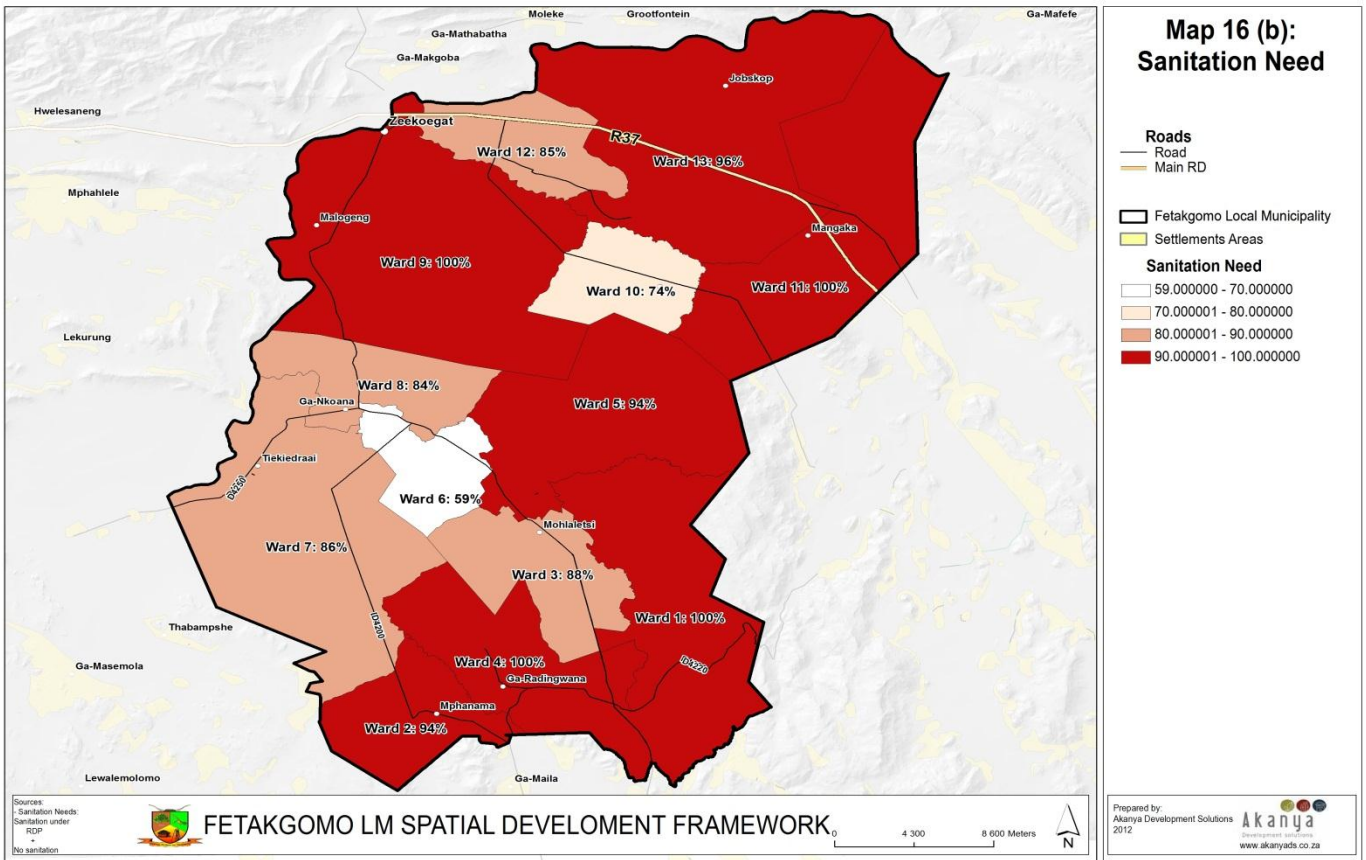 Moleke
Grootfontein
Ga-Mafefe
Ga-Mathabatha
Ga-Makgoba
Jobskop
Hwelesaneng
Zeekoegat
R37
Ward 12: 85%
Ward 13: 96%
Mphahlele
Malogeng
Mangaka
Ward 9: 100%
Ward 10: 74%
Ward 11: 100%
Lekurung
Ward 8: 84%
Ga-Nkoana
Ward 5: 94%
Tiekiedraai
D4250
Ward 6: 59%
Mohlaletsi
Ward 7: 86%
Ward 3: 88%
Thabampshe
ID4200
Ward 1: 100%
Ga-Masemola
Ward 4: 100%
ID4220
Ga-Radingwana
Mphanama
Ward 2: 94%
Lewalemolomo
Ga-Maila
Sources:
- Sanitation Needs:
Sanitation under
RDP
+
No sanitation
FETAKGOMO LM SPATIAL DEVELOMENT FRAMEWORK
0 4 300 8 600 Meters
N
Map 16 (b):
Sanitation Need
Roads
Road
Main RD
Fetakgomo Local Municipality
Settlements Areas
Sanitation Need
59.000000 - 70.000000
70.000001 - 80.000000
80.000001 - 90.000000
90.000001 - 100.000000
Prepared by:
Akanya Development Solutions
2012
Akanya
Development solutions
www.akanyads.co.za